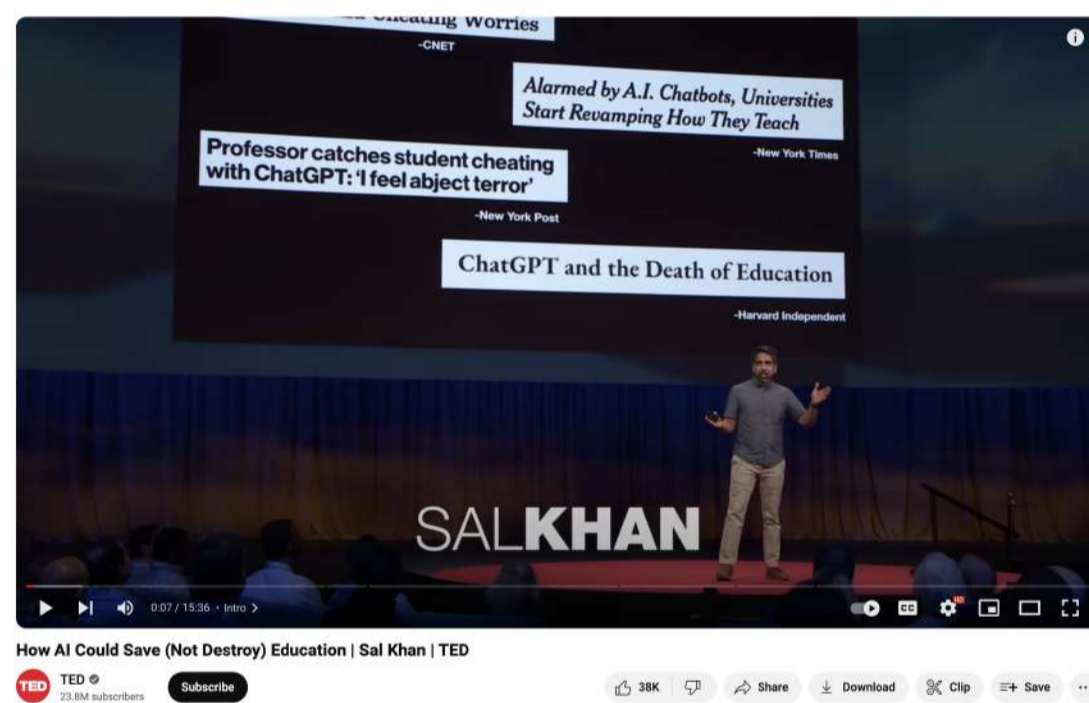 Cheating Worries
-CNET
Alarmed by A.I. Chatbots, Universities
Start Revamping How They Teach
-New York Times
Professor catches student cheating
with ChatGPT: 'I feel abject terror'
-New York Post
ChatGPT and the Death of Education
-Harvard Independent
SALKHAN
0:07 / 15:36 • Intro >
CC
HD
How AI Could Save (Not Destroy) Education | Sal Khan | TED
TED
TED
23.8M subscribers
Subscribe
38K
Share
Download
Clip
Save